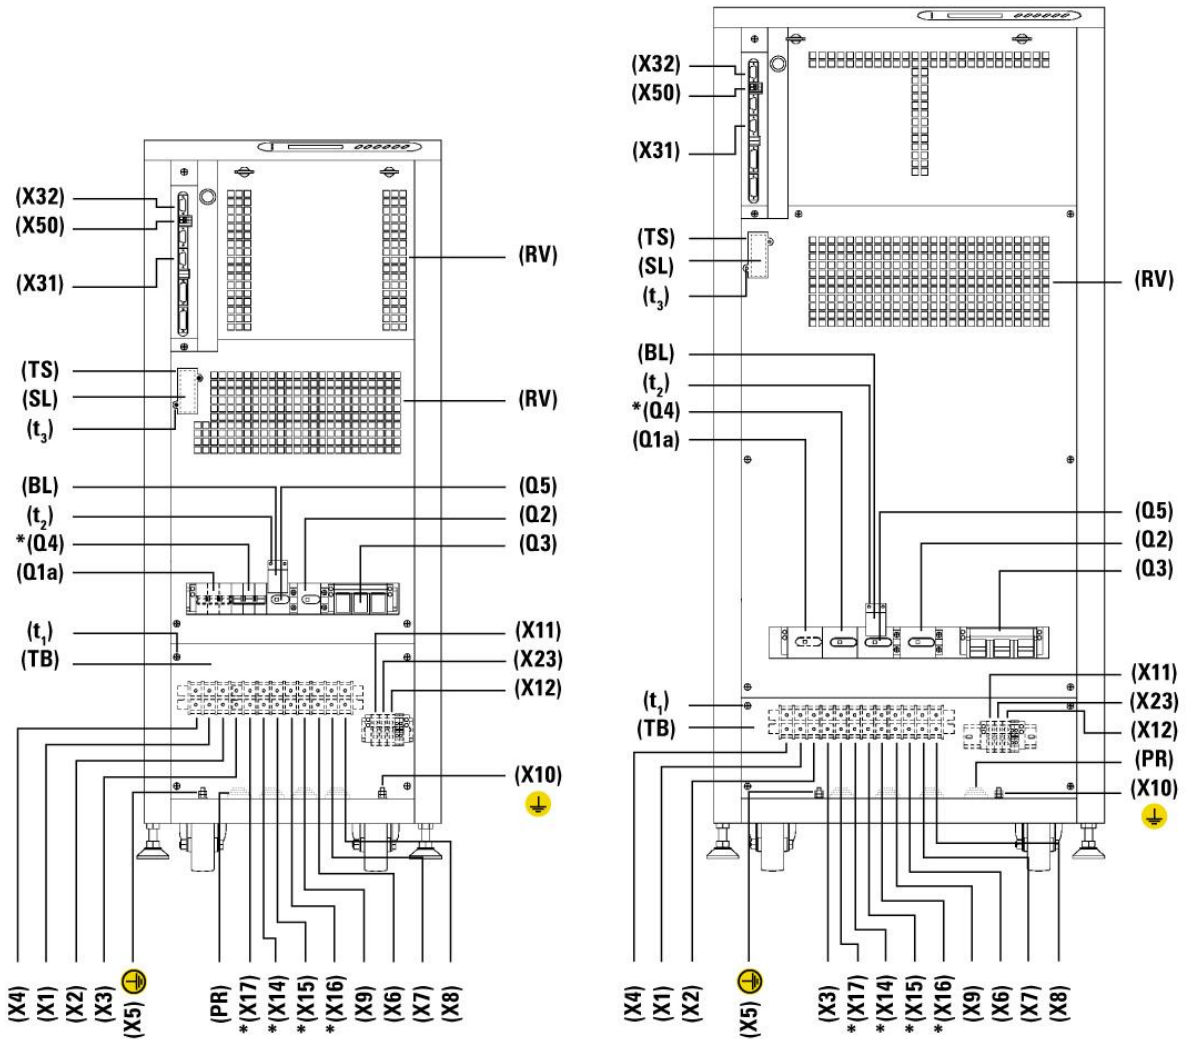 (X32)
(X50)
(X31)
(TS)
(SL)
(t3)
(BL)
(t2)
*(Q4)
(Q1a)
(t1)
(TB)
(RV)
(RV)
(Q5)
(Q2)
(Q3)
(X11)
(X23)
(X12)
(X10)
(X4)
(X1)
(X2)
(X3)
(X5)
(PR)
*(X17)
*(X14)
*(X15)
*(X16)
(X9)
(X6)
(X7)
(X8)
(X32)
(X50)
(X31)
(TS)
(SL)
(t3)
(BL)
(t2)
*(Q4)
(Q1a)
(t1)
(TB)
(RV)
(Q5)
(Q2)
(Q3)
(X11)
(X23)
(X12)
(PR)
(X10)
(X4)
(X1)
(X2)
(X5)
(X3)
*(X17)
*(X14)
*(X15)
*(X16)
(X9)
(X6)
(X7)
(X8)